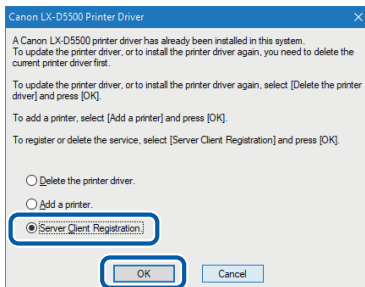 Canon LX-D5500 Printer Driver
A Canon LX-D5500 printer driver has already been installed in this system.
To update the printer driver, or to install the printer driver again, you need to delete the
current printer driver first.
To update the printer driver, or to install the printer driver again, select [Delete the printer
driver] and press [OK].
To add a printer, select [Add a printer] and press [OK].
To register or delete the service, select [Server Client Registration] and press [OK].
Delete the printer driver.
Add a printer.
Server Client Registration.
OK Cancel